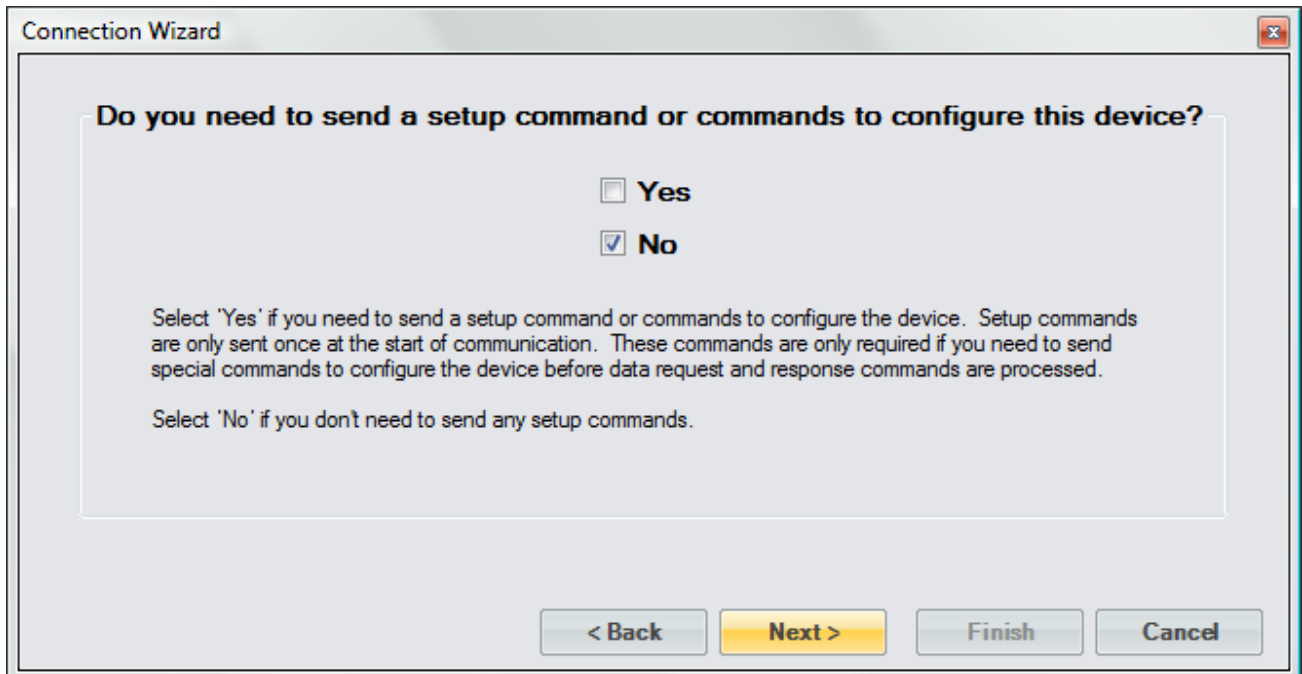 Connection Wizard
Do you need to send a setup command or commands to configure this device?
Yes
No
Select 'Yes' if you need to send a setup command or commands to configure the device.  Setup commands
are only sent once at the start of communication.  These commands are only required if you need to send
special commands to configure the device before data request and response commands are processed.
Select 'No' if you don't need to send any setup commands.
< Back Next > Finish Cancel